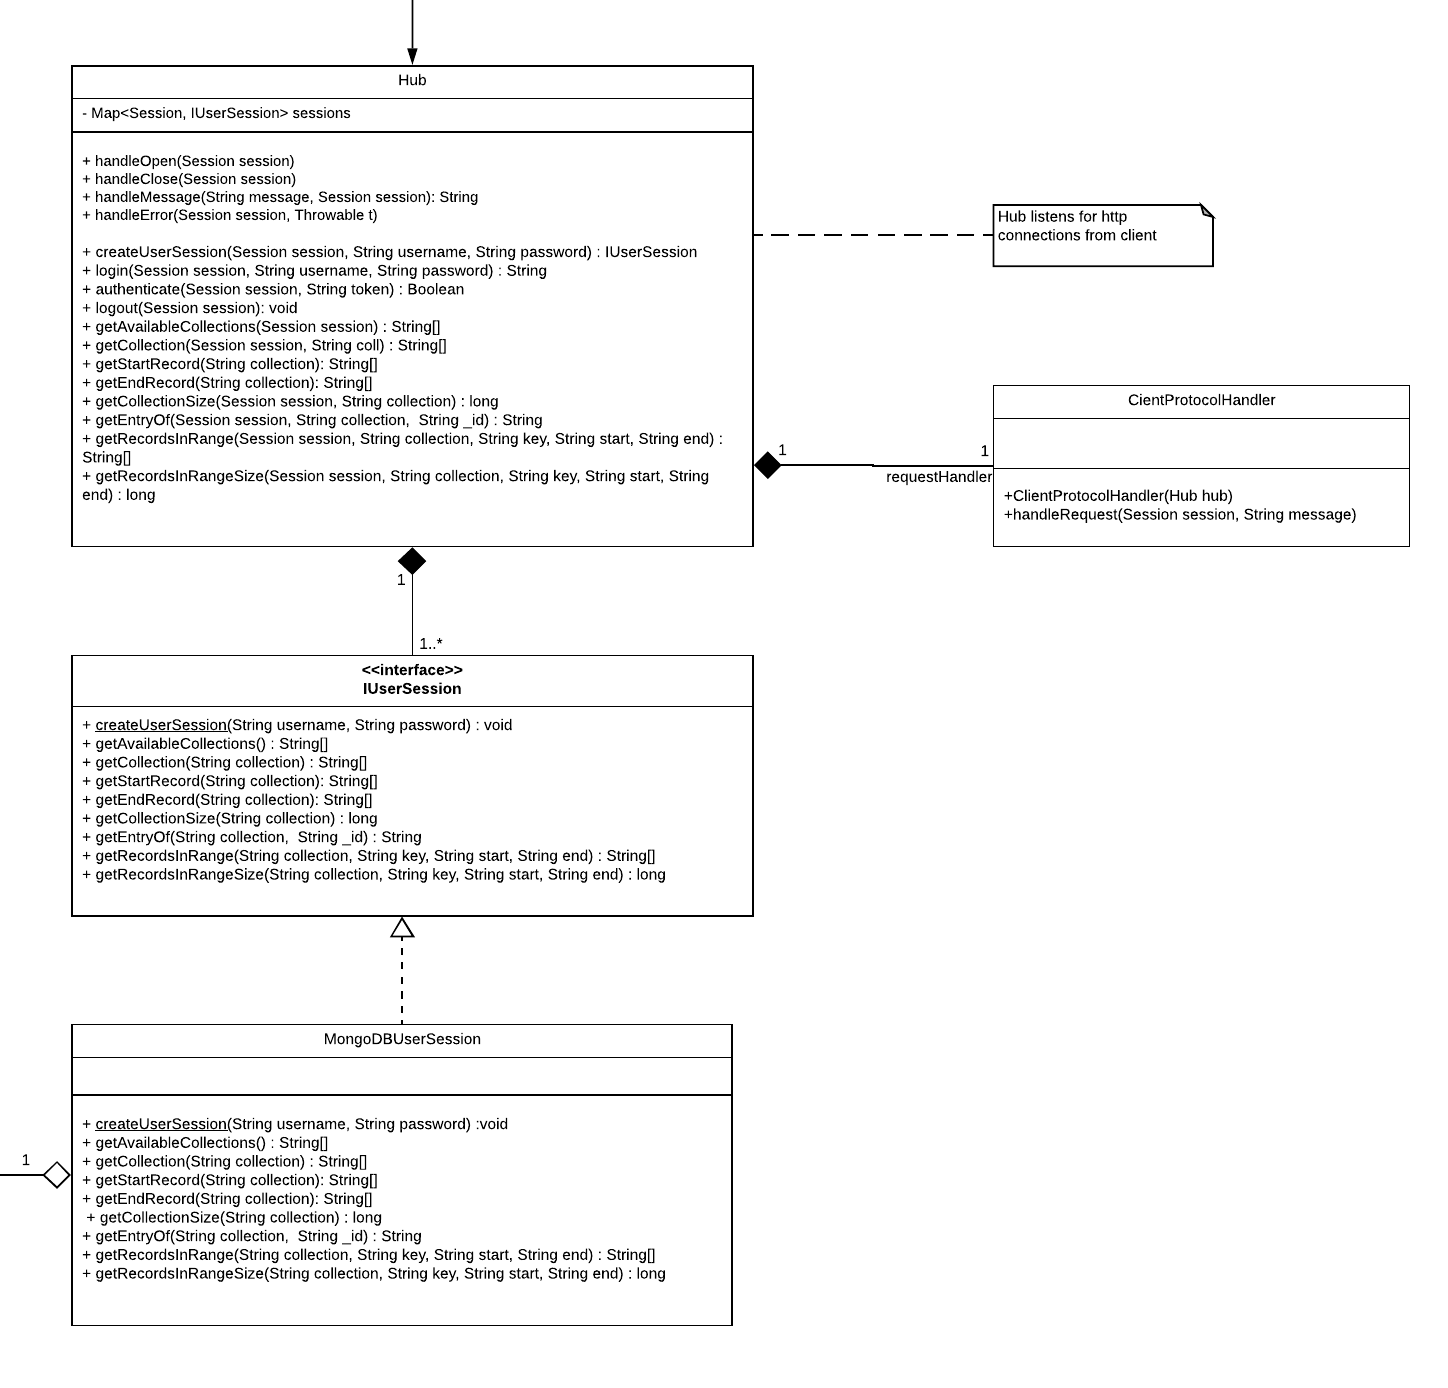 Hub
- Map<Session, IUserSession> sessions
+ handleOpen(Session session)
+ handleClose(Session session)
+ handleMessage(String message, Session session): String
+ handleError(Session session, Throwable t)
+ createUserSession(Session session, String username, String password) : IUserSession
+ login(Session session, String username, String password) : String
+ authenticate(Session session, String token) : Boolean
+ logout(Session session): void
+ getAvailableCollections(Session session) : String[]
+ getCollection(Session session, String coll) : String[]
+ getStartRecord(String collection): String[]
+ getEndRecord(String collection): String[]
+ getCollectionSize(Session session, String collection) : long
+ getEntryOf(Session session, String collection,  String _id) : String
+ getRecordsInRange(Session session, String collection, String key, String start, String end) :
String[]
+ getRecordsInRangeSize(Session session, String collection, String key, String start, String
end) : long
Hub listens for http
connections from client
1
1
requestHandler
CientProtocolHandler
+ClientProtocolHandler(Hub hub)
+handleRequest(Session session, String message)
1
1..*
<<interface>>
IUserSession
+ createUserSession(String username, String password) : void
+ getAvailableCollections() : String[]
+ getCollection(String collection) : String[]
+ getStartRecord(String collection): String[]
+ getEndRecord(String collection): String[]
+ getCollectionSize(String collection) : long
+ getEntryOf(String collection,  String _id) : String
+ getRecordsInRange(String collection, String key, String start, String end) : String[]
+ getRecordsInRangeSize(String collection, String key, String start, String end) : long
MongoDBUserSession
+ createUserSession(String username, String password) :void
+ getAvailableCollections() : String[]
+ getCollection(String collection) : String[]
+ getStartRecord(String collection): String[]
+ getEndRecord(String collection): String[]
+ getCollectionSize(String collection) : long
+ getEntryOf(String collection,  String _id) : String
+ getRecordsInRange(String collection, String key, String start, String end) : String[]
+ getRecordsInRangeSize(String collection, String key, String start, String end) : long
1